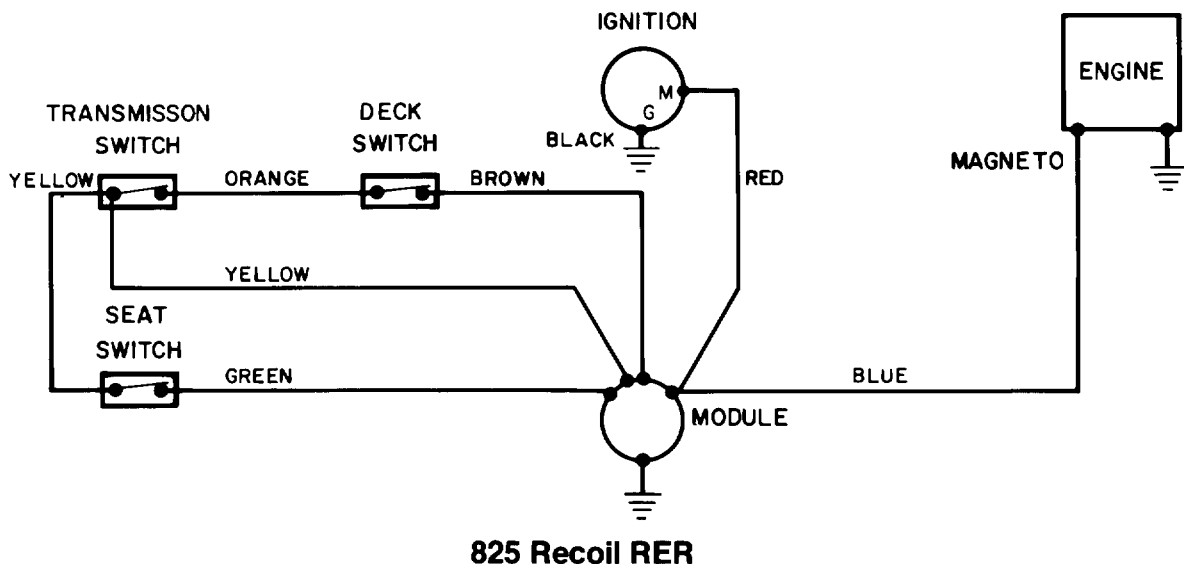 IGNITION
ENGINE
TRANSMISSON
SWITCH
DECK
SWITCH
M
G
BLACK
MAGNETO
YELLOW
ORANGE
BROWN
RED
YELLOW
SEAT
SWITCH
GREEN
BLUE
MODULE
825 Recoil RER